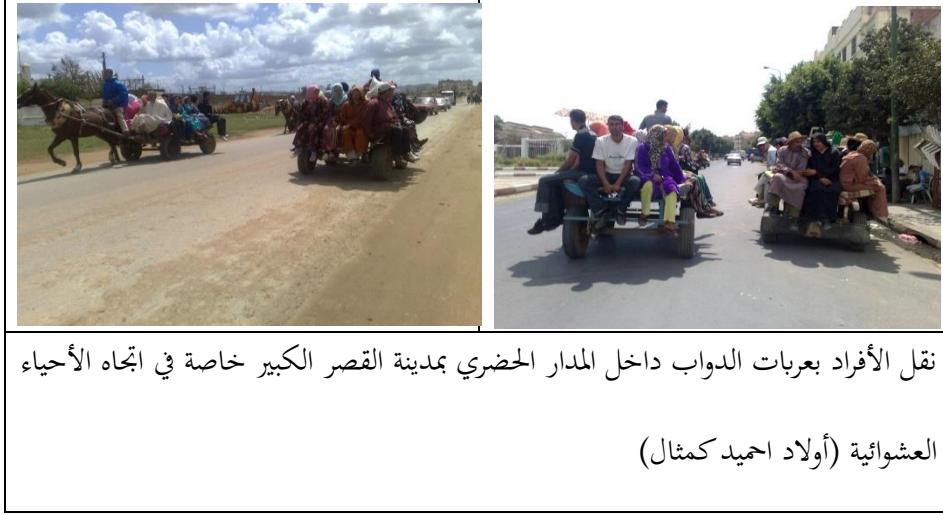 نقل الأفراد بعربات الدواب داخل المدار الحضري بمدينة القصر الكبير خاصة في اتجاه الأحياء
العشوائية (أولاد احميد كمثال)